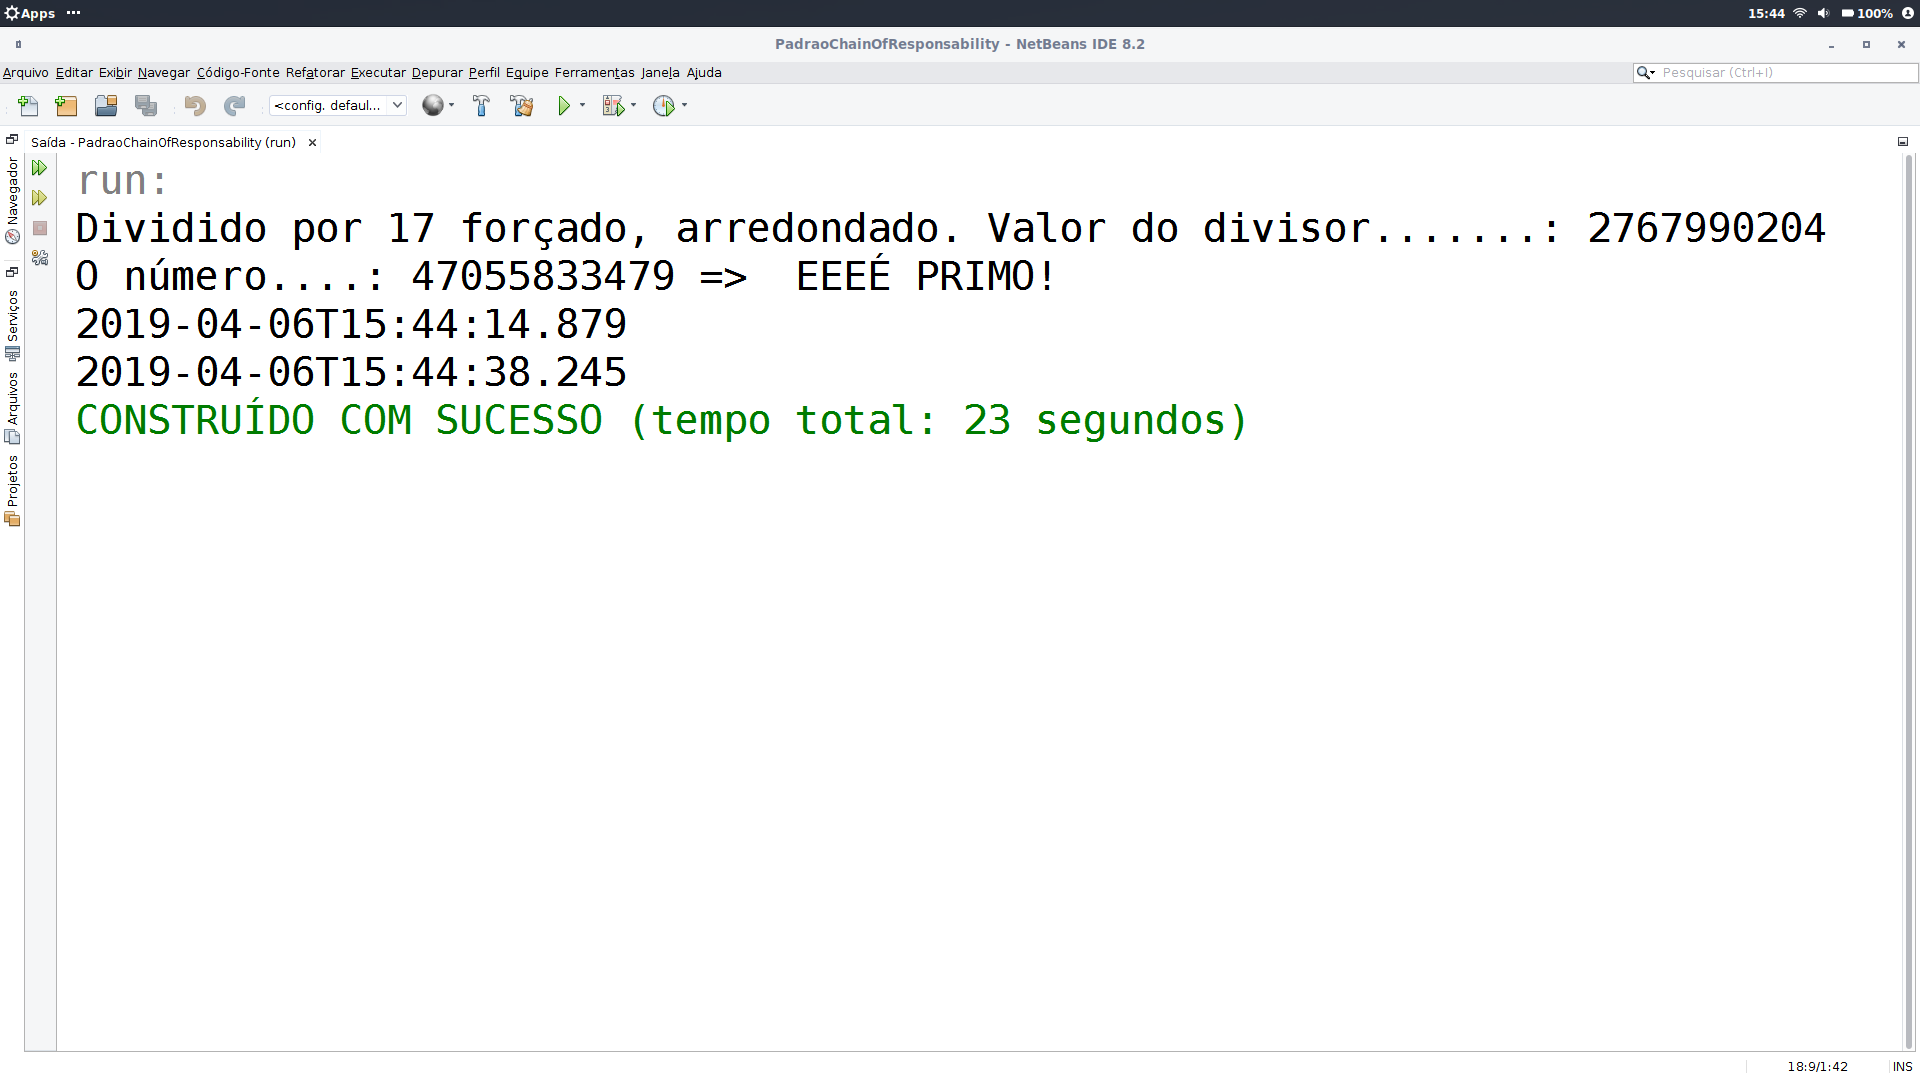 Apps ••• 15:44 100%
PadraoChainOfResponsability - NetBeans IDE 8.2
Arquivo Editar Exibir Navegar Código-Fonte Refatorar Executar Depurar Perfil Equipe Ferramentas Janela Ajuda Pesquisar (Ctrl+I)
<config. defaul...
Saída - PadraoChainOfResponsability (run)
Navegador
Serviços
Arquivos
Projetos
run:
Dividido por 17 forçado, arredondado. Valor do divisor.......: 2767990204
O número....: 47055833479 =>  EEEÉ PRIMO!
2019-04-06T15:44:14.879
2019-04-06T15:44:38.245
CONSTRUÍDO COM SUCESSO (tempo total: 23 segundos)
18:9/1:42 INS